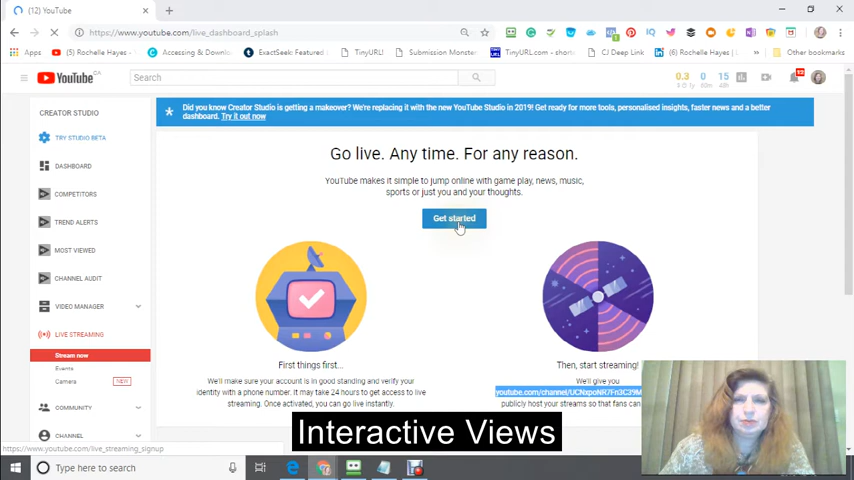 (12) YouTube
https://www.youtube.com/live_dashboard_splash
Apps
(5) Rochelle Hayes
Accessing & Downlo
ExactSeek: Featured
TinyURL!
Submission Monster
TinyURL.com - short
CJ Deep Link
(86) Rochelle Hayes
Other bookmarks
YouTube CA
Search
0.3 0 15
60m 48h
CREATOR STUDIO
Did you know Creator Studio is getting a makeover? We're replacing it with the new YouTube Studio in 2019! Get ready for more tools, personalised insights, faster news and a better
dashboard. Try it out now
TRY STUDIO BETA
DASHBOARD
COMPETITORS
TREND ALERTS
MOST VIEWED
CHANNEL AUDIT
VIDEO MANAGER
LIVE STREAMING
Stream now
Events
Camera NEW
COMMUNITY
CHANNEL
Go live. Any time. For any reason.
YouTube makes it simple to jump online with game play, news, music,
sports or just you and your thoughts.
Get started
First things first...
We'll make sure your account is in good standing and verify your
identity with a phone number. It may take 24 hours to get access to live
streaming. Once activated, you can go live instantly.
Then, start streaming!
We'll give you
publicly host your streams so that fans can
Interactive Views
https://www.youtube.com/live_streaming_signup
Type here to search